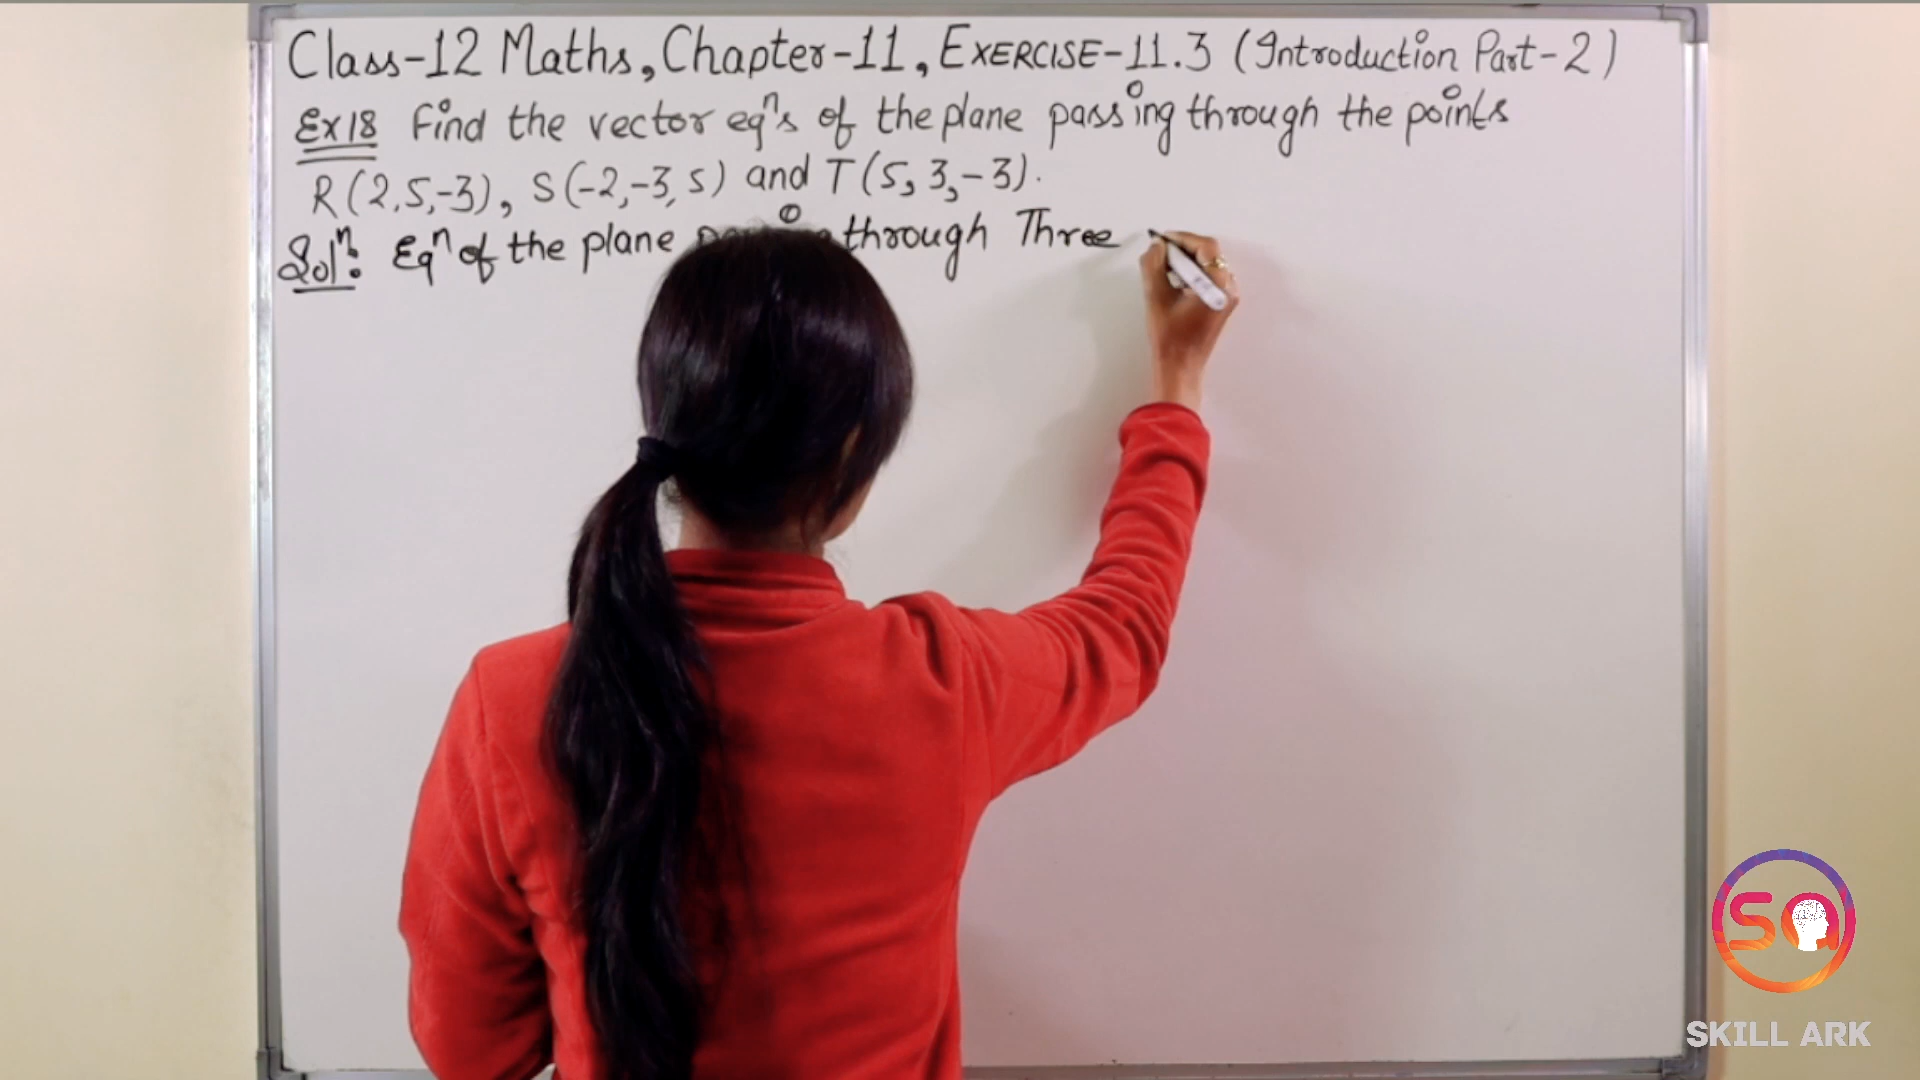 Class-12 Maths, Chapter-11, EXERCISE-11.3 (Introduction Part-2)
Ex18 Find the vector eqⁿs of the plane passing through the points
R(2,5,-3), S(-2,-3,5) and T(5,3,-3).
Solⁿ: Eqⁿ of the plane through Three
SA
SKILL ARK